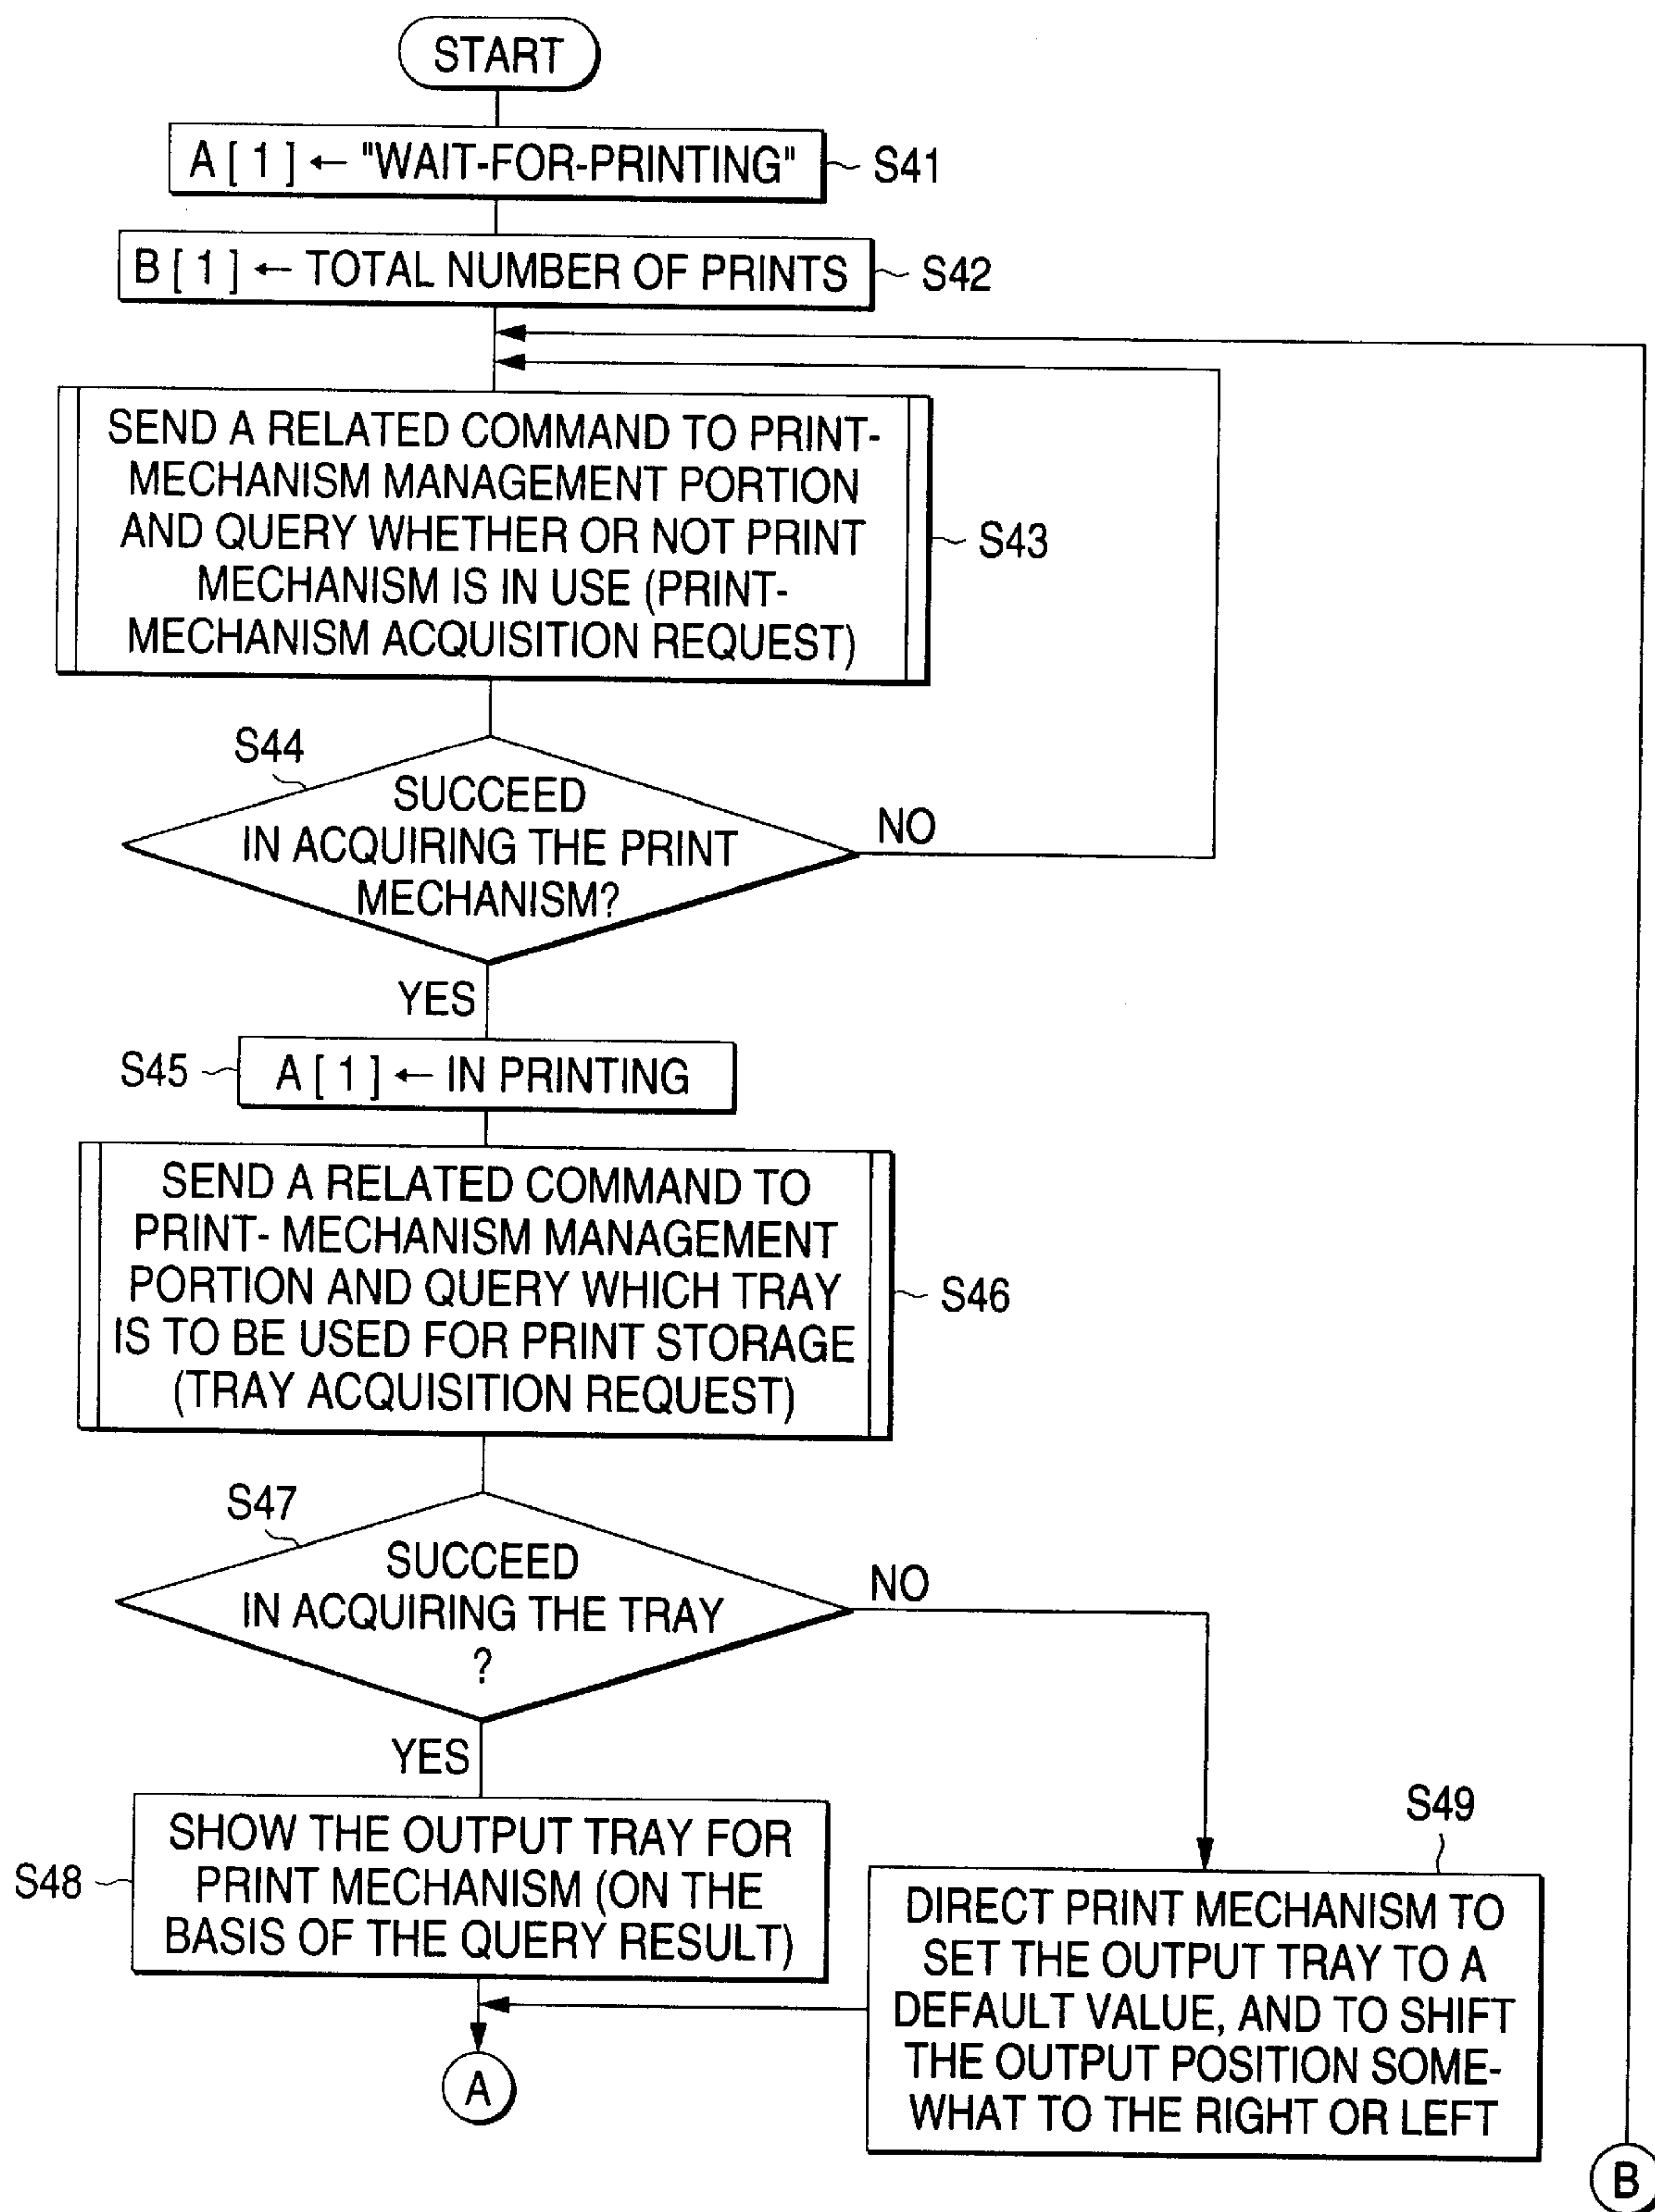 START
A [ 1 ] ← "WAIT-FOR-PRINTING"
S41
B [ 1 ] ← TOTAL NUMBER OF PRINTS
S42
SEND A RELATED COMMAND TO PRINT-
MECHANISM MANAGEMENT PORTION
AND QUERY WHETHER OR NOT PRINT
MECHANISM IS IN USE (PRINT-
MECHANISM ACQUISITION REQUEST)
S43
S44
SUCCEED
IN ACQUIRING THE PRINT
MECHANISM?
NO
YES
S45
A [ 1 ] ← IN PRINTING
SEND A RELATED COMMAND TO
PRINT- MECHANISM MANAGEMENT
PORTION AND QUERY WHICH TRAY
IS TO BE USED FOR PRINT STORAGE
(TRAY ACQUISITION REQUEST)
S46
S47
SUCCEED
IN ACQUIRING THE TRAY
?
NO
YES
S48
SHOW THE OUTPUT TRAY FOR
PRINT MECHANISM (ON THE
BASIS OF THE QUERY RESULT)
S49
DIRECT PRINT MECHANISM TO
SET THE OUTPUT TRAY TO A
DEFAULT VALUE, AND TO SHIFT
THE OUTPUT POSITION SOME-
WHAT TO THE RIGHT OR LEFT
A
B